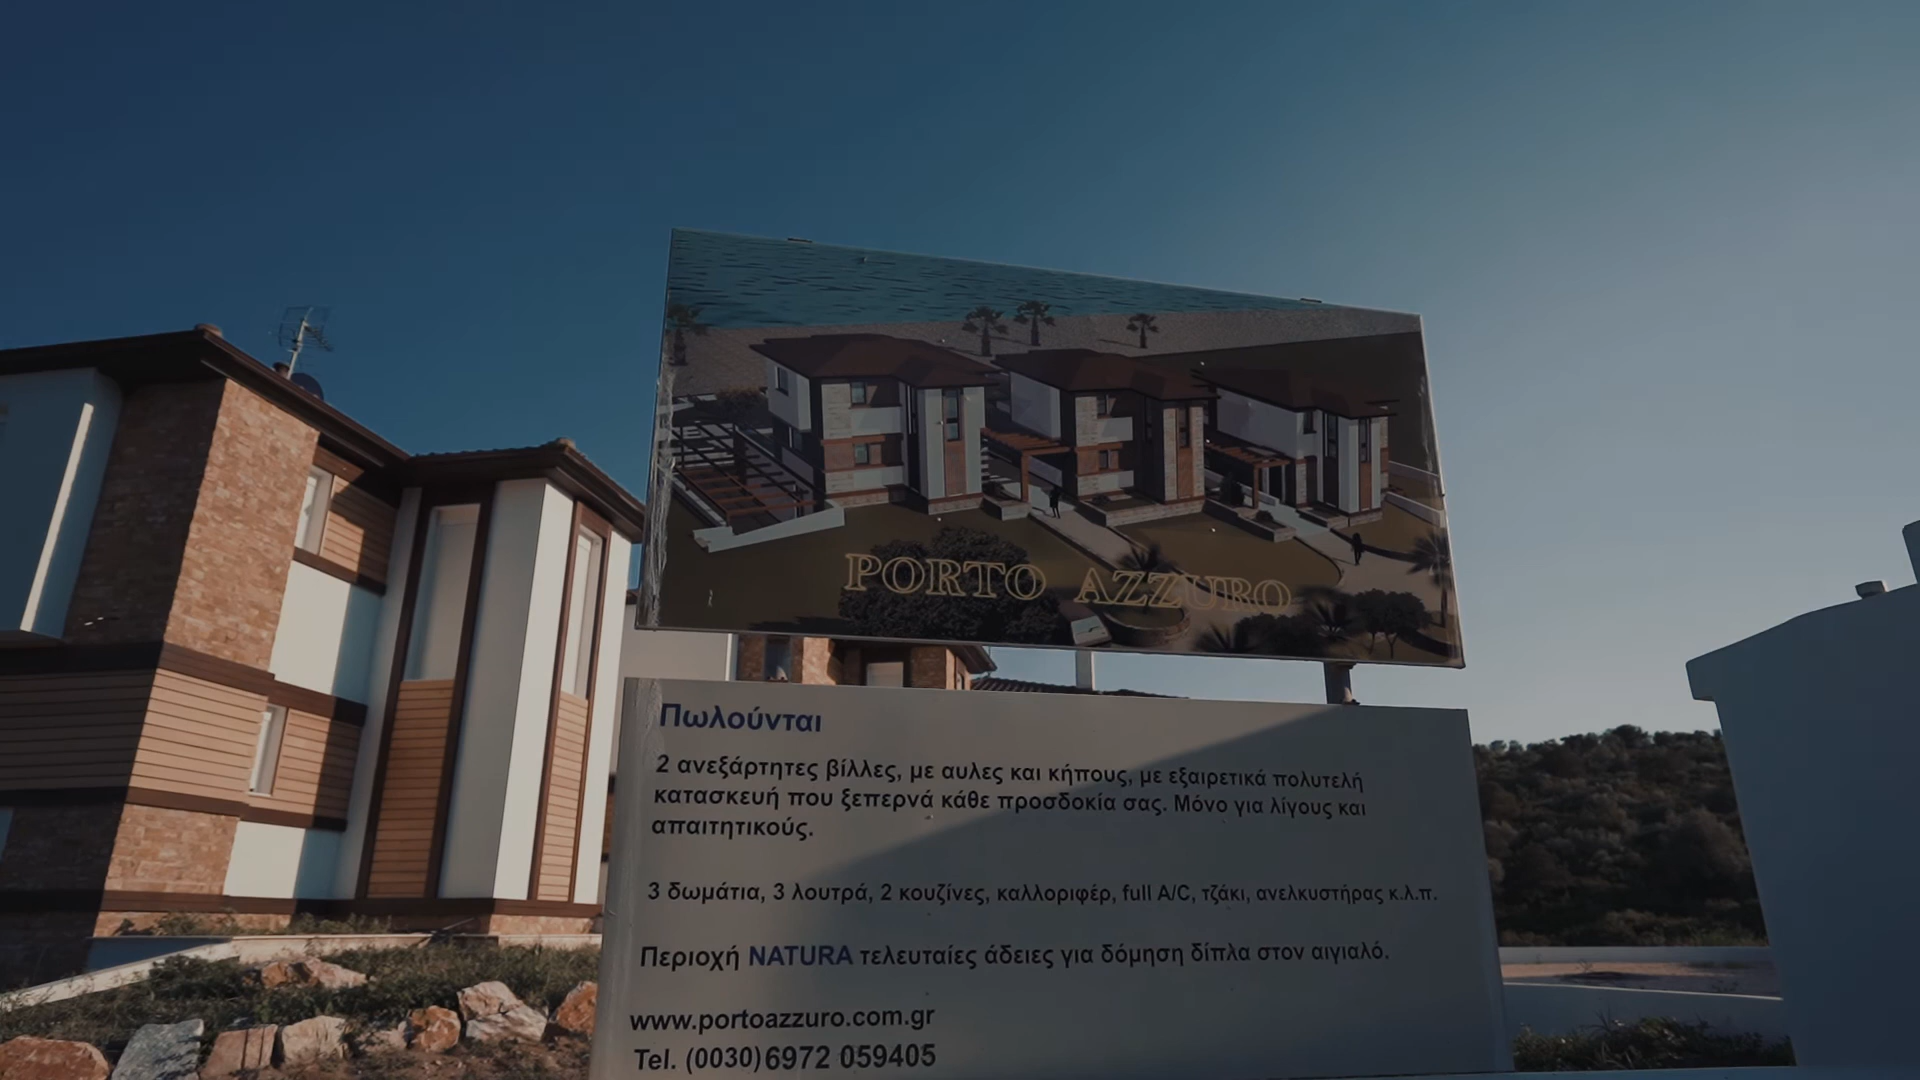 PORTO AZZURO
Πωλούνται
2 ανεξάρτητες βίλλες, με αυλες και κήπους, με εξαιρετικά πολυτελή
κατασκευή που ξεπερνά κάθε προσδοκία σας. Μόνο για λίγους και
απαιτητικούς.
3 δωμάτια, 3 λουτρά, 2 κουζίνες, καλλοριφέρ, full A/C, τζάκι, ανελκυστήρας κ.λ.π.
Περιοχή NATURA τελευταίες άδειες για δόμηση δίπλα στον αιγιαλό.
www.portoazzuro.com.gr
Tel. (0030)6972 059405